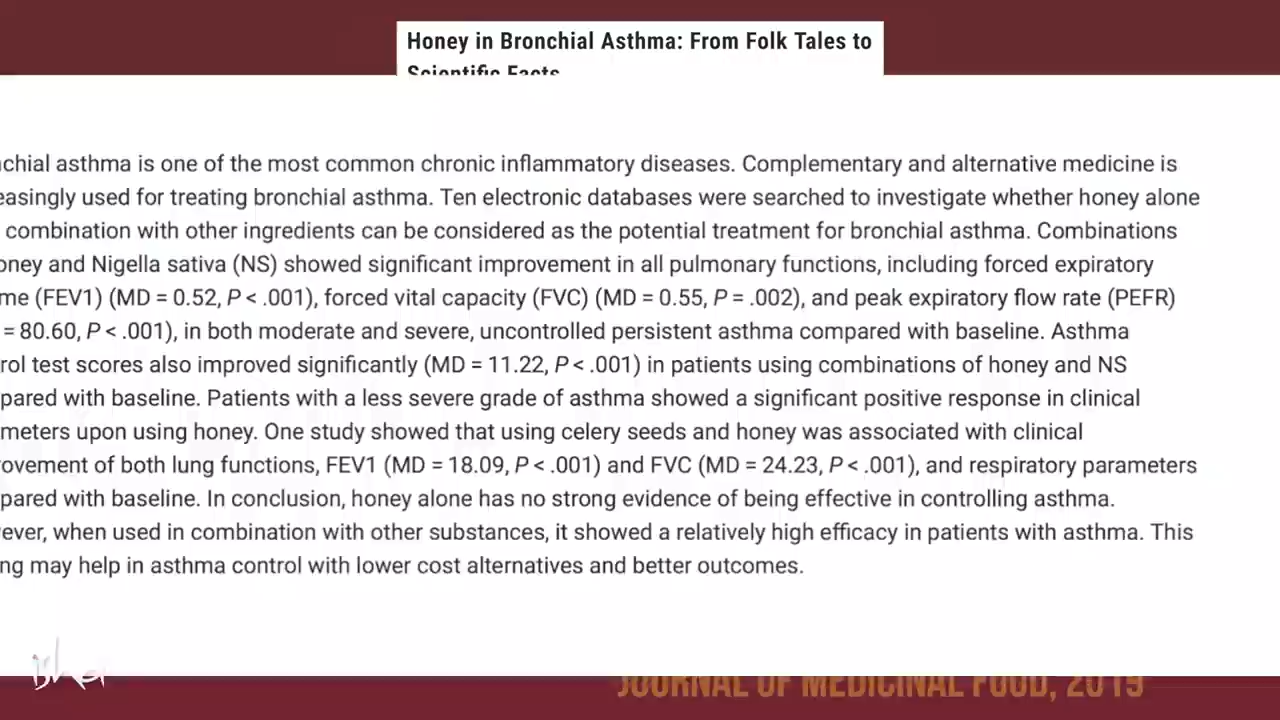 Honey in Bronchial Asthma: From Folk Tales to
Scientific Facts
chial asthma is one of the most common chronic inflammatory diseases. Complementary and alternative medicine is
easingly used for treating bronchial asthma. Ten electronic databases were searched to investigate whether honey alone
combination with other ingredients can be considered as the potential treatment for bronchial asthma. Combinations
oney and Nigella sativa (NS) showed significant improvement in all pulmonary functions, including forced expiratory
me (FEV1) (MD = 0.52, P < .001), forced vital capacity (FVC) (MD = 0.55, P = .002), and peak expiratory flow rate (PEFR)
= 80.60, P < .001), in both moderate and severe, uncontrolled persistent asthma compared with baseline. Asthma
rol test scores also improved significantly (MD = 11.22, P < .001) in patients using combinations of honey and NS
pared with baseline. Patients with a less severe grade of asthma showed a significant positive response in clinical
meters upon using honey. One study showed that using celery seeds and honey was associated with clinical
rovement of both lung functions, FEV1 (MD = 18.09, P < .001) and FVC (MD = 24.23, P < .001), and respiratory parameters
pared with baseline. In conclusion, honey alone has no strong evidence of being effective in controlling asthma.
ever, when used in combination with other substances, it showed a relatively high efficacy in patients with asthma. This
ng may help in asthma control with lower cost alternatives and better outcomes.
JOURNAL OF MEDICINAL FOOD, 2019